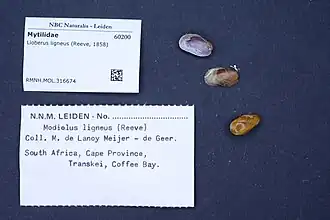 NBC Naturalis - Leiden
Mytilidae 60200
Lioberus ligneus (Reeve, 1858)
RMNH.MOL.316674
N.N.M. LEIDEN - No.
Modiolus ligneus (Reeve)
Coll. M. de Lanoy Meijer - de Geer.
South Africa, Cape Province,
Transkei, Coffee Bay.